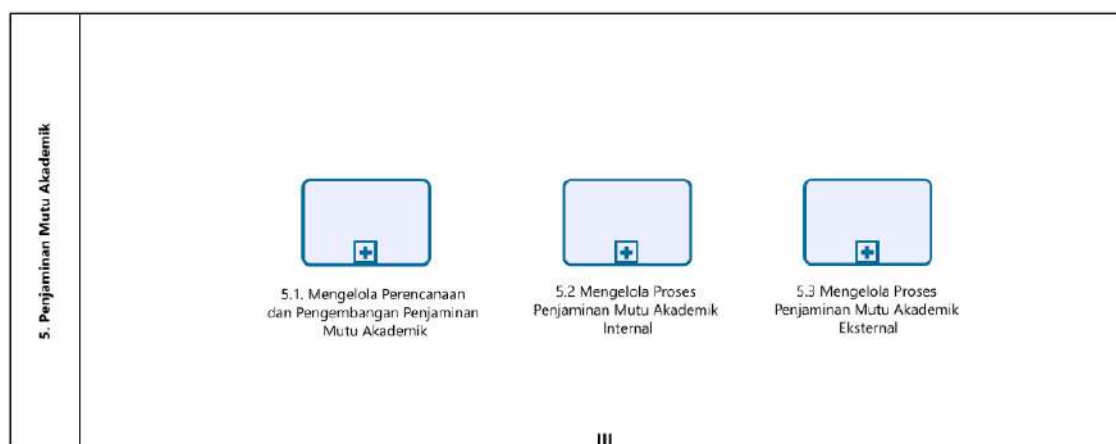 5. Penjaminan Mutu Akademik
5.1. Mengelola Perencanaan
dan Pengembangan Penjaminan
Mutu Akademik
5.2 Mengelola Proses
Penjaminan Mutu Akademik
Internal
5.3 Mengelola Proses
Penjaminan Mutu Akademik
Eksternal